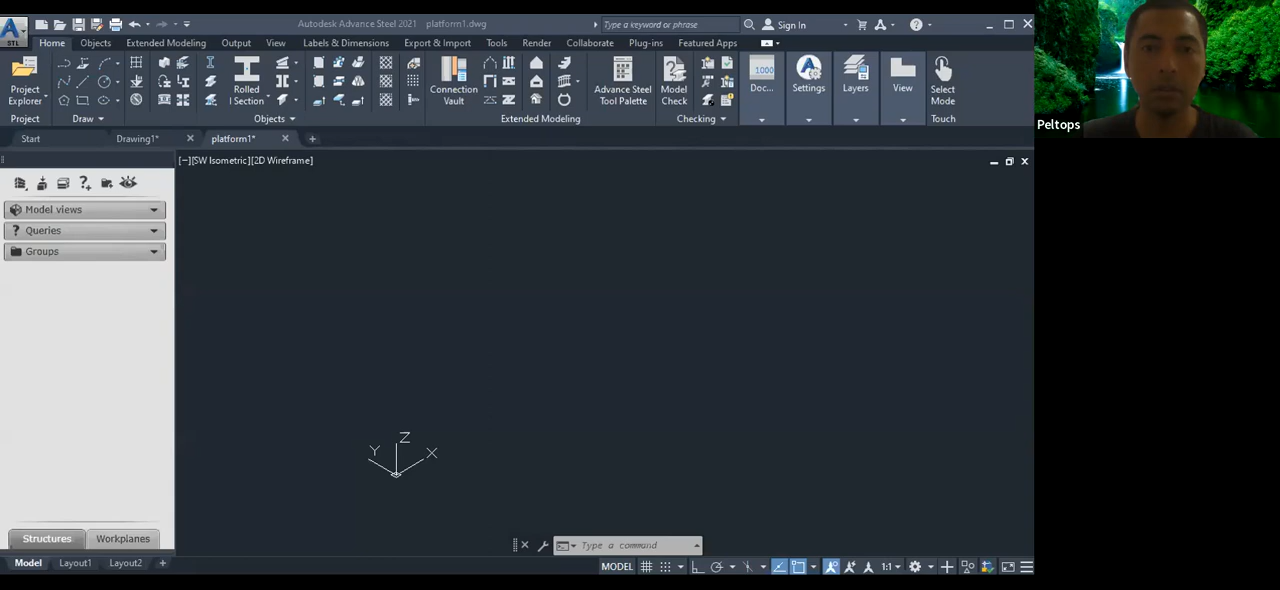 Autodesk Advance Steel 2021 platform1.dwg
Type a keyword or phrase
Sign In
STL
Home Objects Extended Modeling Output View Labels & Dimensions Export & Import Tools Render Collaborate Plug-ins Featured Apps
Project
Explorer
Rolled
I Section
Connection
Vault
Advance Steel
Tool Palette
Model
Check
1000
Doc...
Settings
Layers
View
Select
Mode
Project Draw Objects Extended Modeling Checking Touch
Start Drawing1* platform1*
[−][SW Isometric][2D Wireframe]
Model views
? Queries
Groups
Z
Y
X
Structures Workplanes
Type a command
Model Layout1 Layout2 +
MODEL
1:1
Peltops